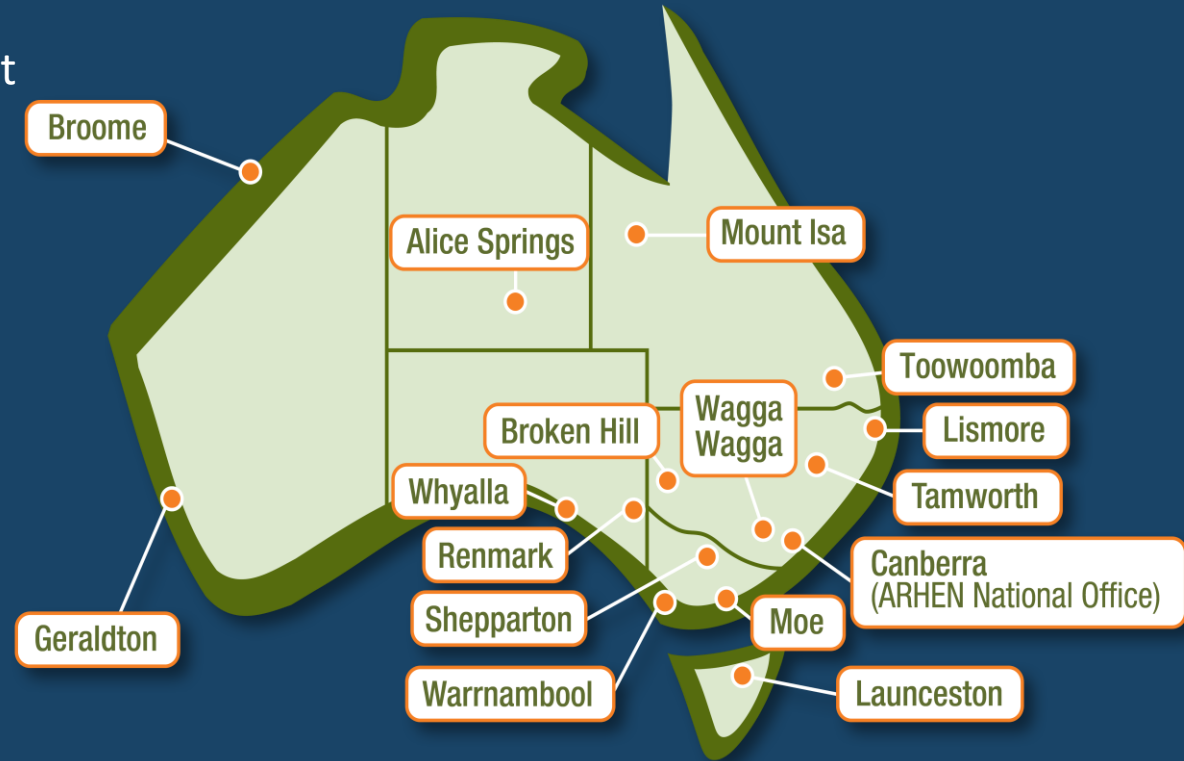 t
Broome
Alice Springs
Mount Isa
Toowoomba
Wagga
Wagga
Broken Hill
Lismore
Whyalla
Tamworth
Renmark
Canberra
(ARHEN National Office)
Shepparton
Moe
Geraldton
Warrnambool
Launceston